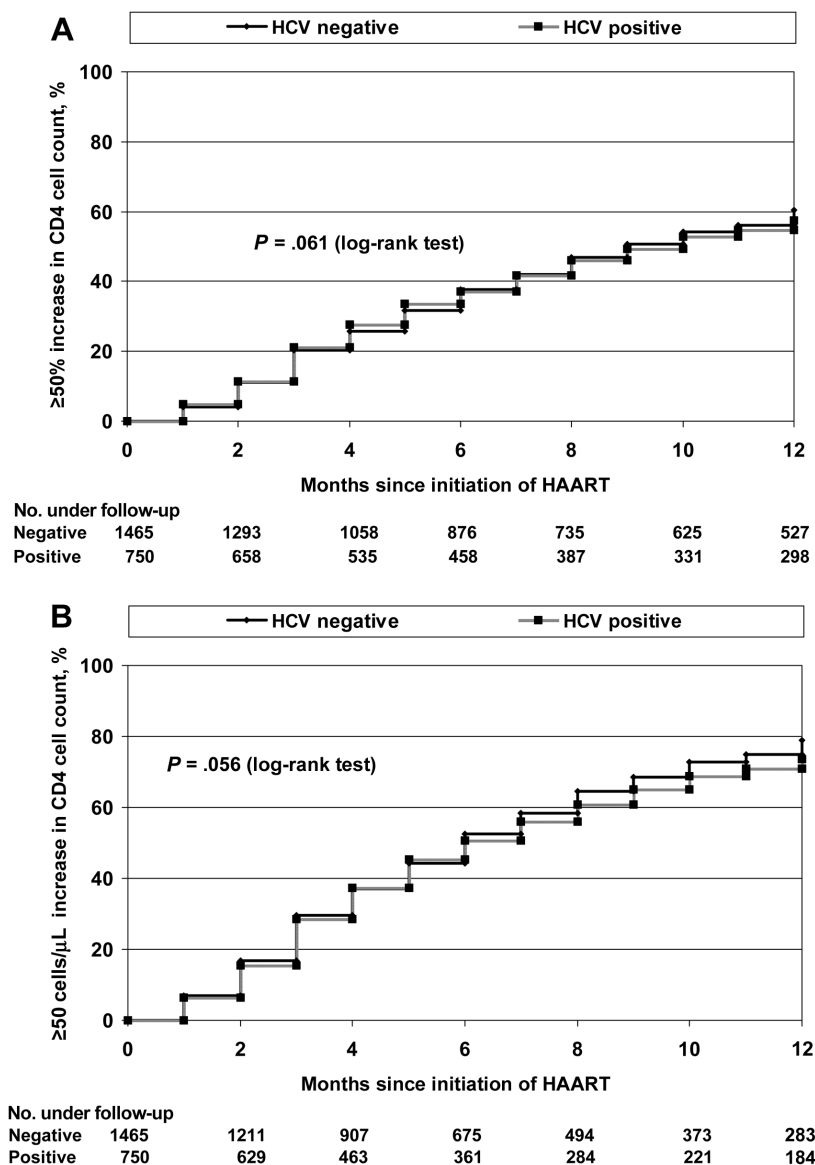 A
HCV negative HCV positive
≥50% increase in CD4 cell count, %
100
80
60
40
20
0
P = .061 (log-rank test)
0 2 4 6 8 10 12
Months since initiation of HAART
No. under follow-up
Negative 1465 1293 1058 876 735 625 527
Positive 750 658 535 458 387 331 298
B
HCV negative HCV positive
≥50 cells/μL increase in CD4 cell count, %
100
80
60
40
20
0
P = .056 (log-rank test)
0 2 4 6 8 10 12
Months since initiation of HAART
No. under follow-up
Negative 1465 1211 907 675 494 373 283
Positive 750 629 463 361 284 221 184